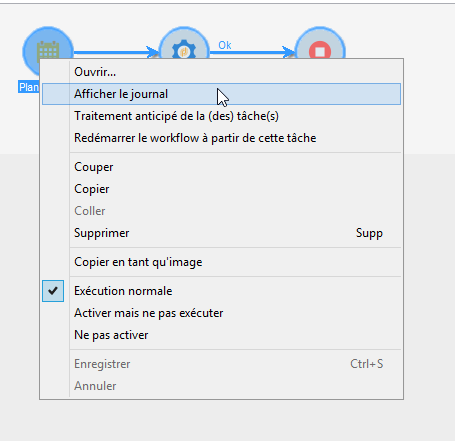 Ok
Plan
Ouvrir...
Afficher le journal
Traitement anticipé de la (des) tâche(s)
Redémarrer le workflow à partir de cette tâche
Couper
Copier
Coller
Supprimer Supp
Copier en tant qu'image
Exécution normale
Activer mais ne pas exécuter
Ne pas activer
Enregistrer Ctrl+S
Annuler